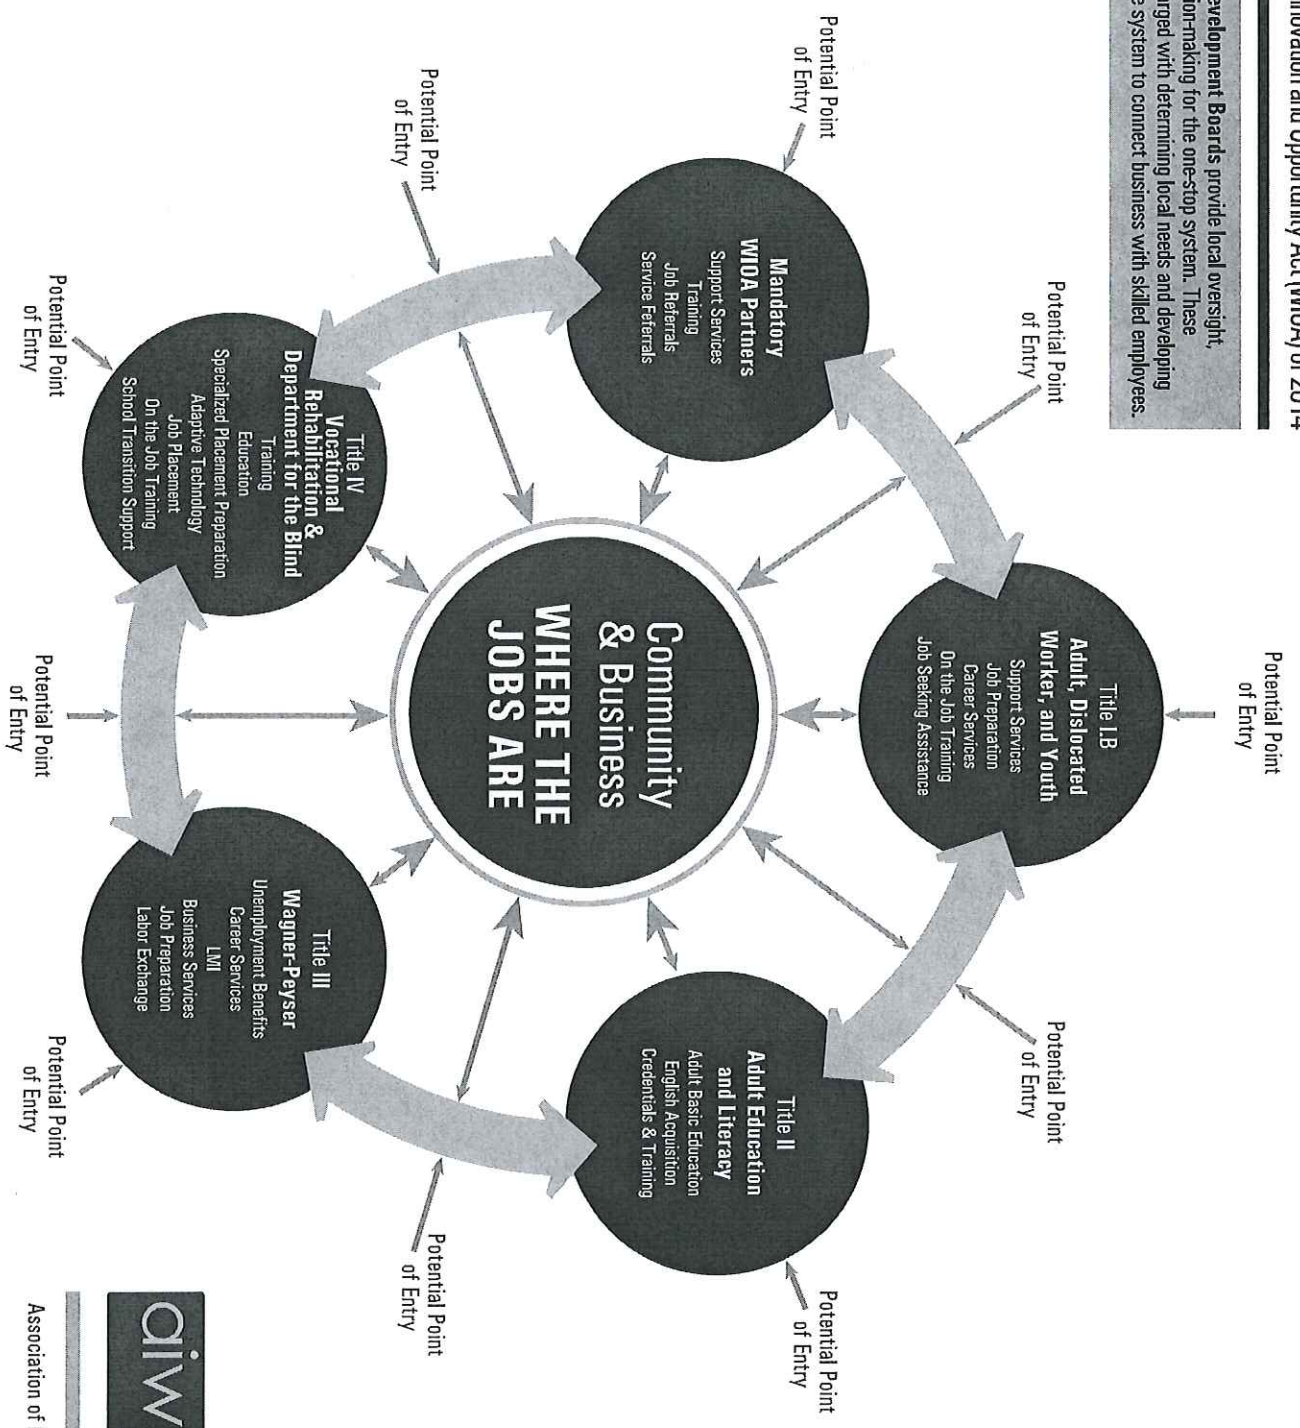 Opportunity Act (WIOA) of 2014
Development Boards provide local oversight,
-making for the one-stop system. These
with determining local needs and developing
system to connect business with skilled employees.
Potential Point
of Entry
Title I.B
Adult, Dislocated
Worker, and Youth
Support Services
Job Preparation
Career Services
On the Job Training
Job Seeking Assistance
Potential Point
of Entry
Potential Point
of Entry
Potential Point
of Entry
Mandatory
WIOA Partners
Support Services
Training
Job Referrals
Service Feferrals
Potential Point
of Entry
Title II
Adult Education
and Literacy
Adult Basic Education
English Acquisition
Credentials & Training
Community
& Business
WHERE THE
JOBS ARE
Potential Point
of Entry
Potential Point
of Entry
Title IV
Vocational
Rehabilitation &
Department for the Blind
Training
Education
Specialized Placement Preparation
Adaptive Technology
Job Placement
On the Job Training
School Transition Support
Title III
Wagner-Peyser
Unemployment Benefits
Career Services
LMI
Business Services
Job Preparation
Labor Exchange
Potential Point
of Entry
Potential Point
of Entry
Potential Point
of Entry
aiw
Association of